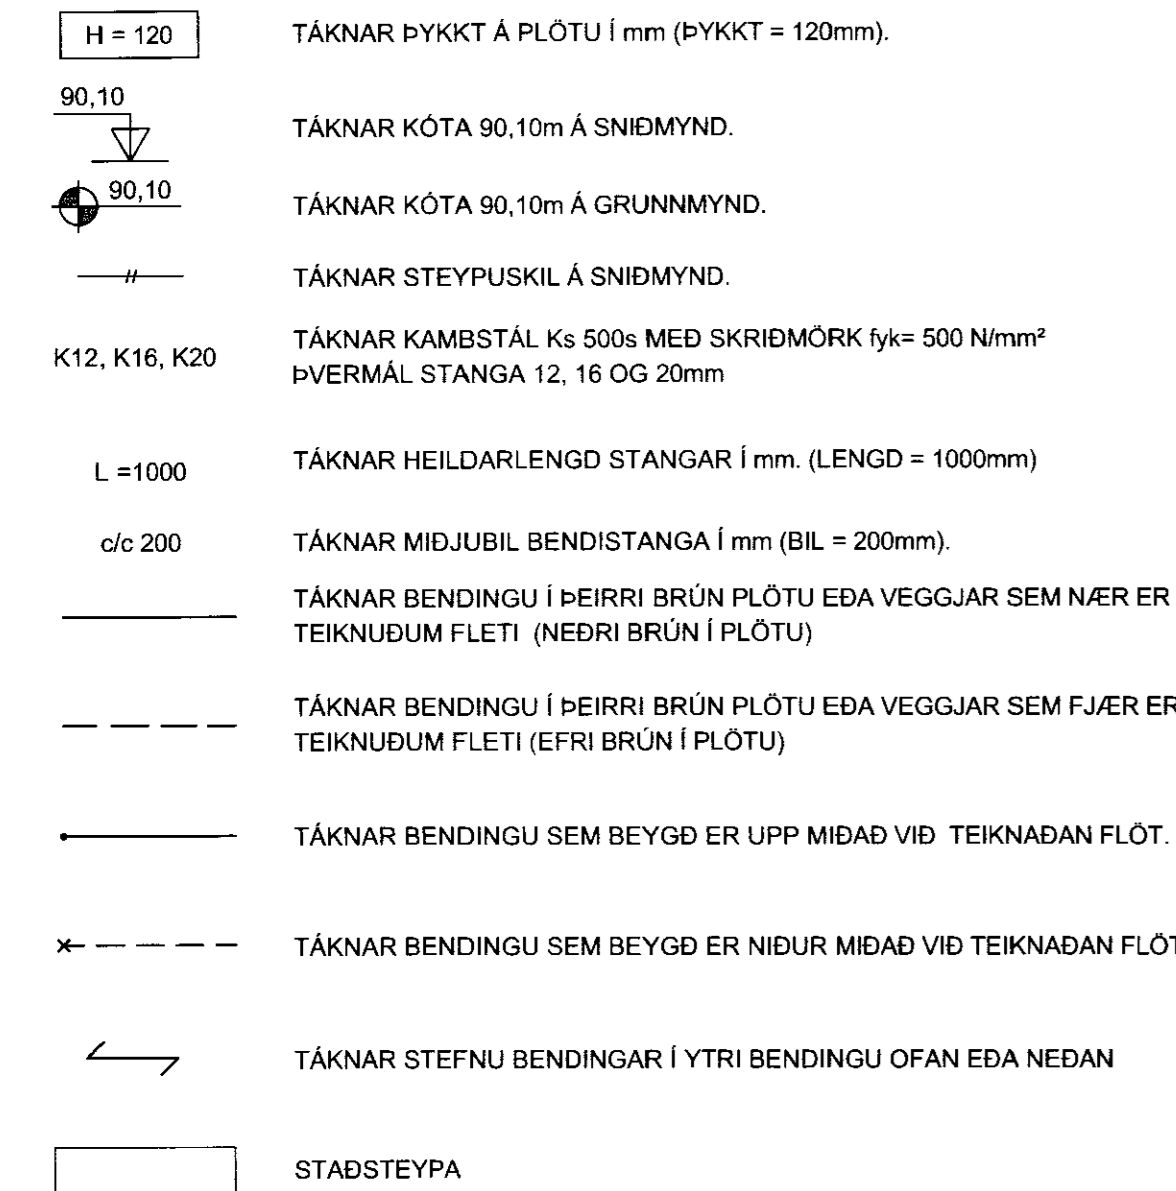 H = 120 TÁKNAR ÞYKKT Á PLÖTU Í mm (ÞYKKT = 120mm).
90,10
TÁKNAR KÓTA 90,10m Á SNIÐMYND.
90,10 TÁKNAR KÓTA 90,10m Á GRUNNMYND.
TÁKNAR STEYPUSKIL Á SNIÐMYND.
K12, K16, K20
TÁKNAR KAMBSTÁL Ks 500s MEÐ SKRIÐMÖRK fyk= 500 N/mm²
ÞVERMÁL STANGA 12, 16 OG 20mm
L =1000 TÁKNAR HEILDARLENGD STANGAR Í mm. (LENGD = 1000mm)
c/c 200 TÁKNAR MIÐJUBIL BENDISTANGA Í mm (BIL = 200mm).
TÁKNAR BENDINGU Í ÞEIRRI BRÚN PLÖTU EÐA VEGGJAR SEM NÆR ER
TEIKNUÐUM FLETI (NEÐRI BRÚN Í PLÖTU)
TÁKNAR BENDINGU Í ÞEIRRI BRÚN PLÖTU EÐA VEGGJAR SEM FJÆR ER
TEIKNUÐUM FLETI (EFRI BRÚN Í PLÖTU)
TÁKNAR BENDINGU SEM BEYGÐ ER UPP MIÐAÐ VIÐ TEIKNAÐAN FLÖT.
TÁKNAR BENDINGU SEM BEYGÐ ER NIÐUR MIÐAÐ VIÐ TEIKNAÐAN FLÖT
TÁKNAR STEFNU BENDINGAR Í YTRI BENDINGU OFAN EÐA NEÐAN
STAÐSTEYPA